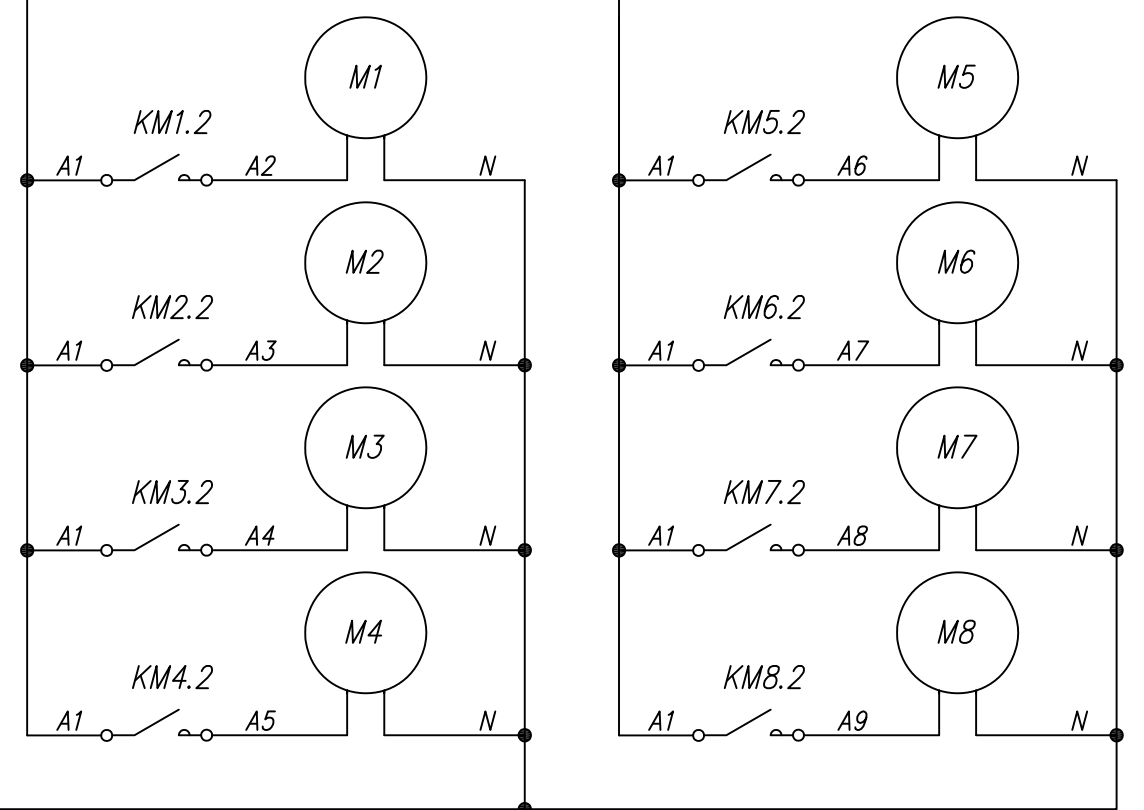 M1 M5
KM1.2 KM5.2
A1 A2 N A1 A6 N
M2 M6
KM2.2 KM6.2
A1 A3 N A1 A7 N
M3 M7
KM3.2 KM7.2
A1 A4 N A1 A8 N
M4 M8
KM4.2 KM8.2
A1 A5 N A1 A9 N